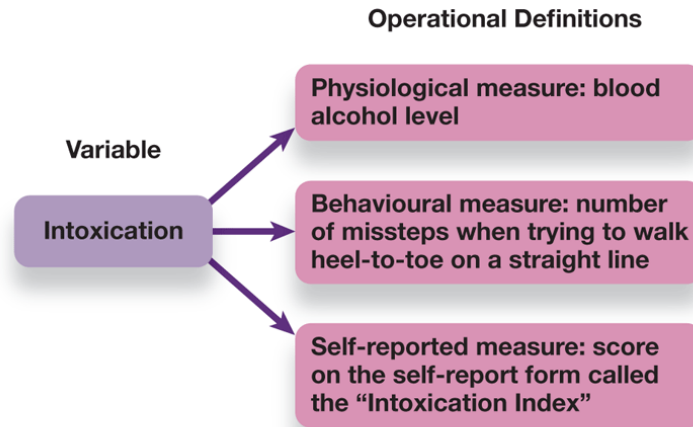 Operational Definitions
Physiological measure: blood
alcohol level
Variable
Intoxication
Behavioural measure: number
of missteps when trying to walk
heel-to-toe on a straight line
Self-reported measure: score
on the self-report form called
the “Intoxication Index”